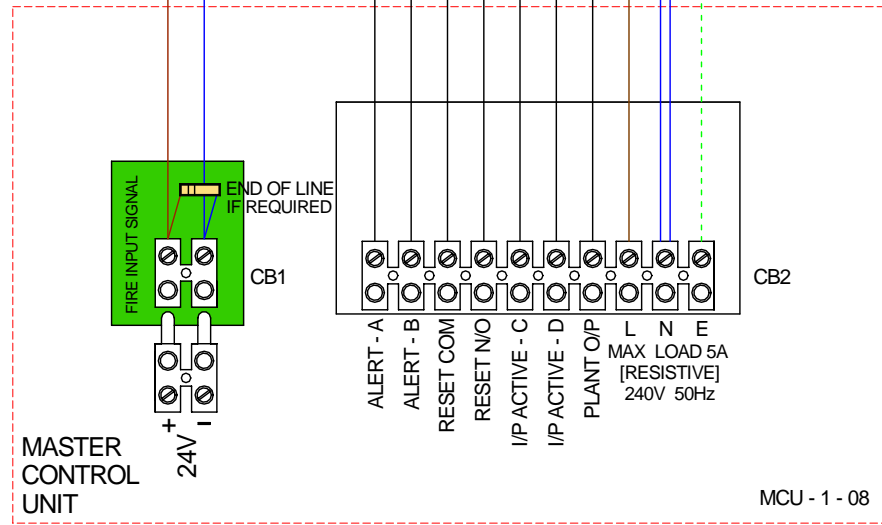 FIRE INPUT SIGNAL
END OF LINE
IF REQUIRED
CB1
+
-
24V
MASTER
CONTROL
UNIT
CB2
ALERT - A
ALERT - B
RESET COM
RESET N/O
I/P ACTIVE - C
I/P ACTIVE - D
PLANT O/P
L N E
MAX LOAD 5A
[RESISTIVE]
240V 50Hz
MCU - 1 - 08